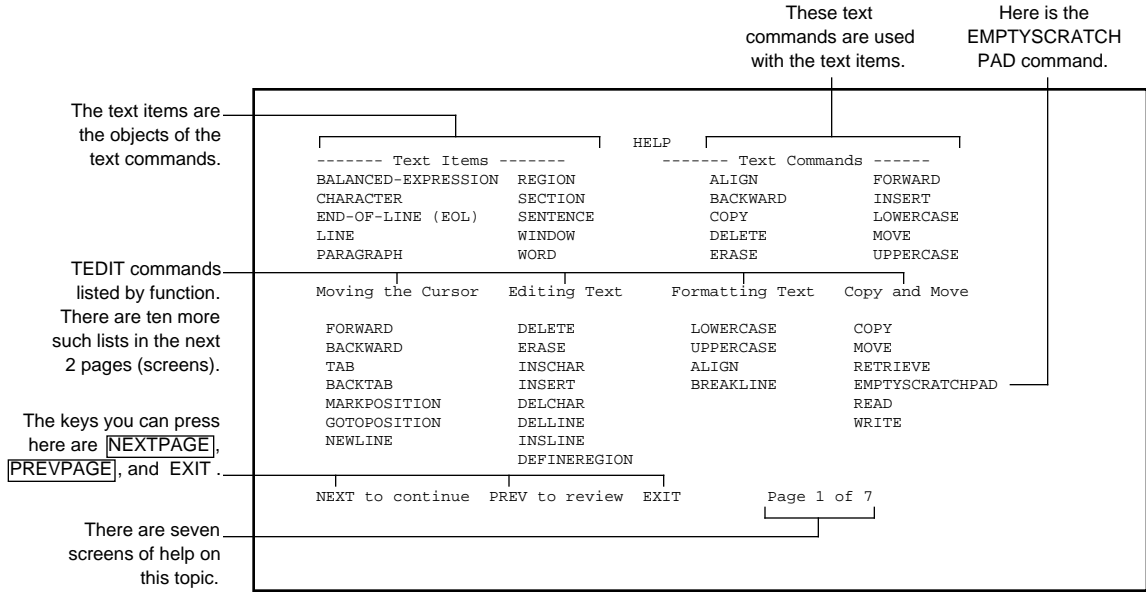 These text
commands are used
with the text items.
Here is the
EMPTYSCRATCH
PAD command.
The text items are
the objects of the
text commands.
HELP
------- Text Items -------
------- Text Commands ------
BALANCED-EXPRESSION REGION ALIGN FORWARD
CHARACTER SECTION BACKWARD INSERT
END-OF-LINE (EOL) SENTENCE COPY LOWERCASE
LINE WINDOW DELETE MOVE
PARAGRAPH WORD ERASE UPPERCASE
TEDIT commands
listed by function.
There are ten more
such lists in the next
2 pages (screens).
Moving the Cursor Editing Text Formatting Text Copy and Move
FORWARD DELETE LOWERCASE COPY
BACKWARD ERASE UPPERCASE MOVE
TAB INSCHAR ALIGN RETRIEVE
BACKTAB INSERT BREAKLINE EMPTYSCRATCHPAD
MARKPOSITION DELCHAR READ
GOTOPOSITION DELLINE WRITE
NEWLINE INSLINE
DEFINEREGION
The keys you can press
here are NEXTPAGE,
PREVPAGE, and EXIT .
NEXT to continue PREV to review EXIT Page 1 of 7
There are seven
screens of help on
this topic.